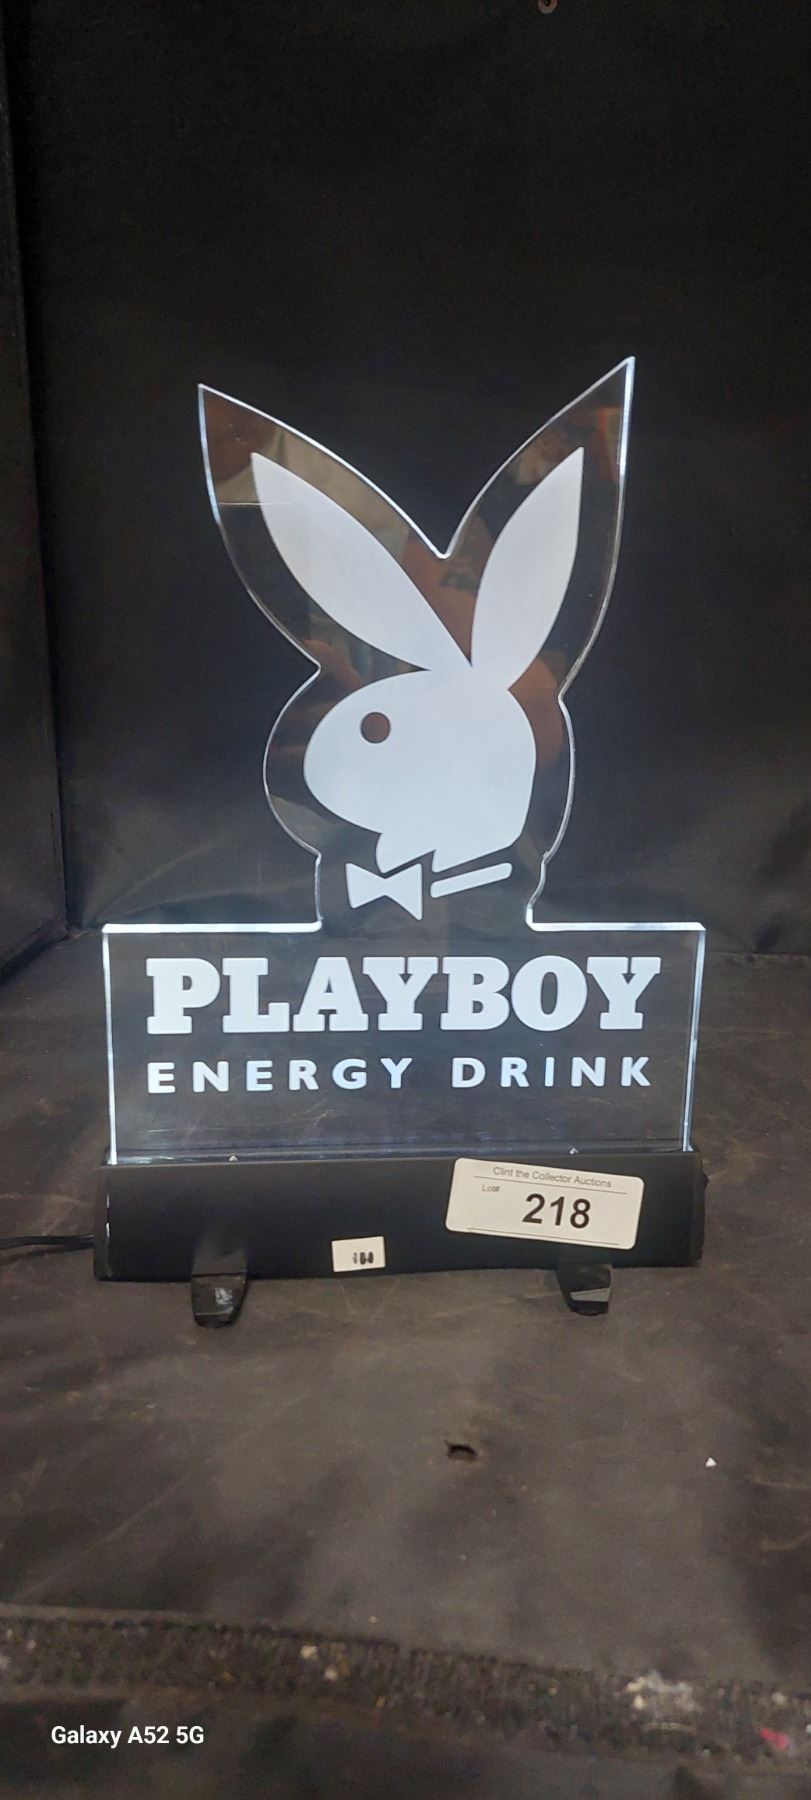 PLAYBOY
ENERGY DRINK
Clint the Collector Auctions
Lot#
218
Galaxy A52 5G